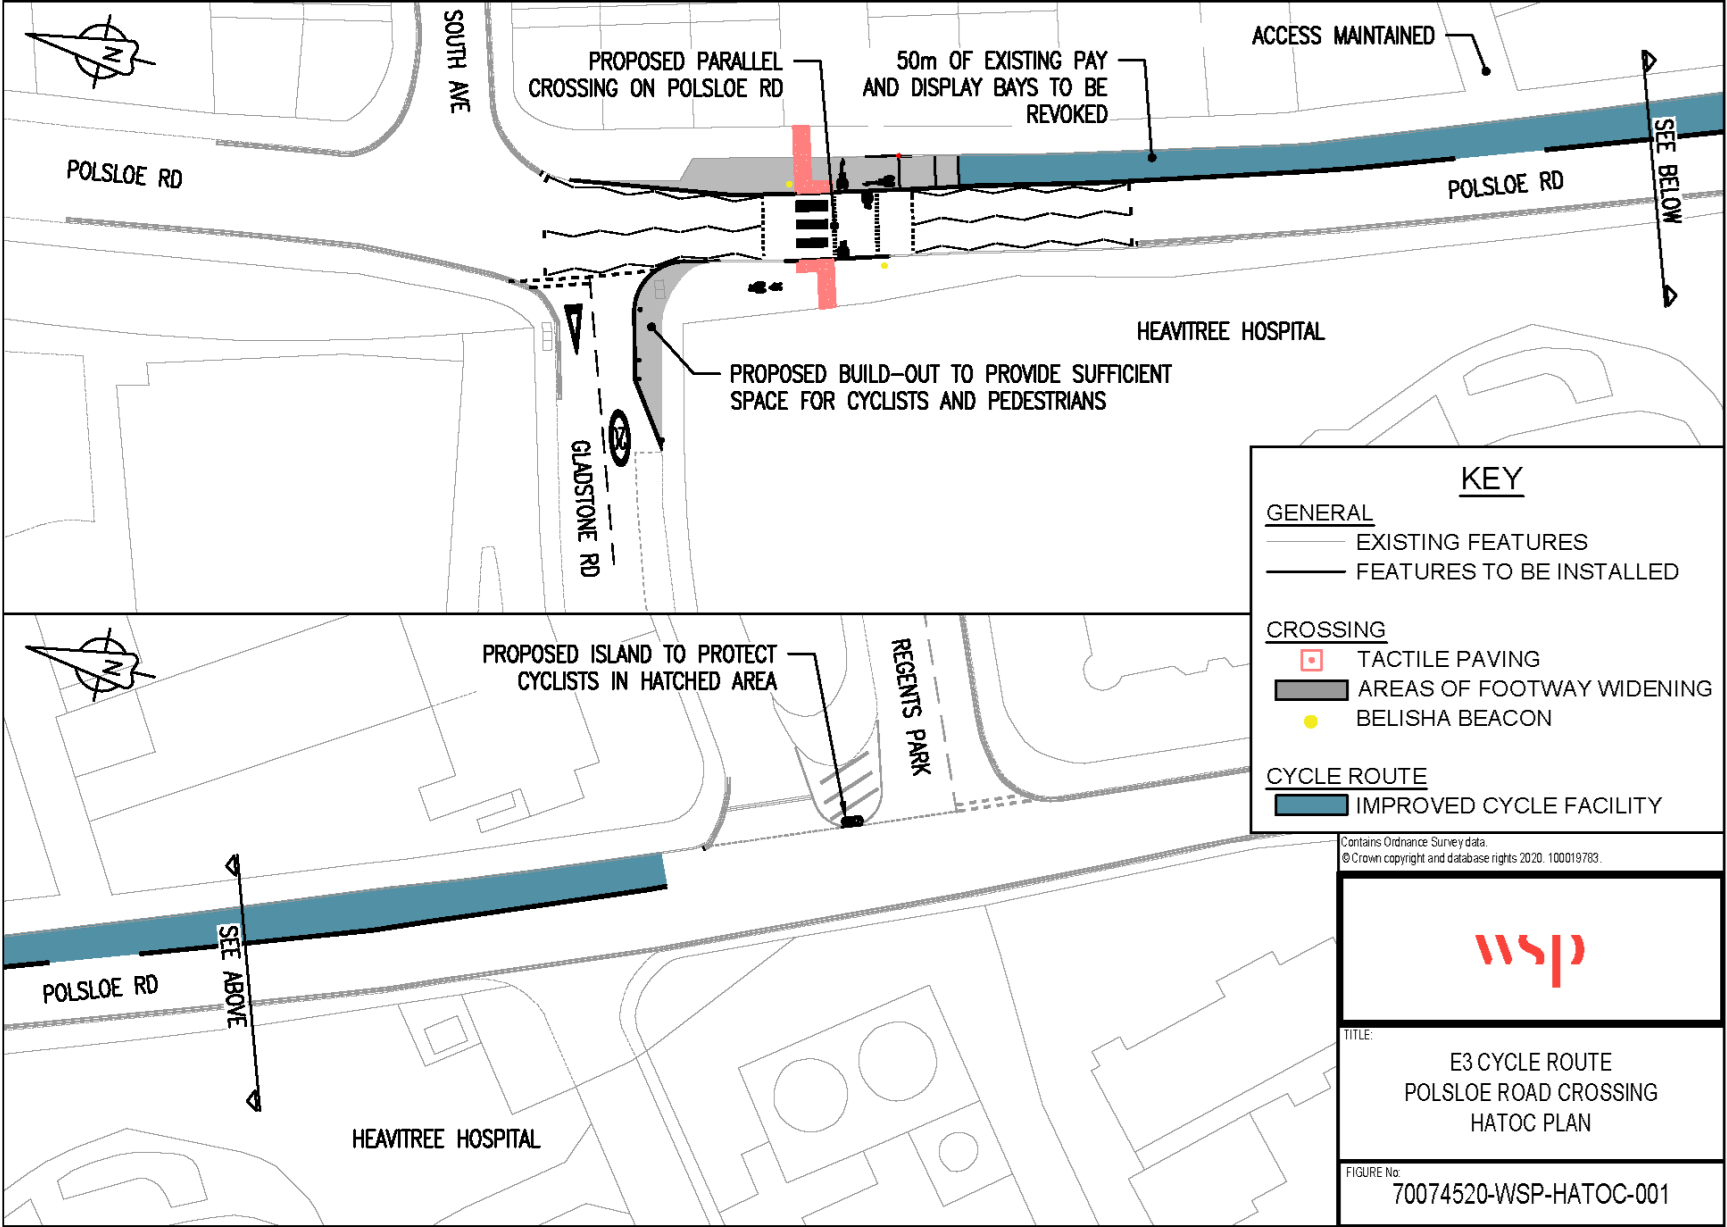 N
SOUTH AVE
PROPOSED PARALLEL
CROSSING ON POLSLOE RD
50m OF EXISTING PAY
AND DISPLAY BAYS TO BE
REVOKED
ACCESS MAINTAINED
POLSLOE RD
POLSLOE RD
SEE BELOW
HEAVITREE HOSPITAL
PROPOSED BUILD-OUT TO PROVIDE SUFFICIENT
SPACE FOR CYCLISTS AND PEDESTRIANS
20
GLADSTONE RD
KEY
GENERAL
EXISTING FEATURES
FEATURES TO BE INSTALLED
CROSSING
TACTILE PAVING
AREAS OF FOOTWAY WIDENING
BELISHA BEACON
CYCLE ROUTE
IMPROVED CYCLE FACILITY
N
PROPOSED ISLAND TO PROTECT
CYCLISTS IN HATCHED AREA
REGENTS PARK
SEE ABOVE
POLSLOE RD
HEAVITREE HOSPITAL
Contains Ordnance Survey data.
© Crown copyright and database rights 2020. 100019783.
wsp
TITLE:
E3 CYCLE ROUTE
POLSLOE ROAD CROSSING
HATOC PLAN
FIGURE No:
70074520-WSP-HATOC-001